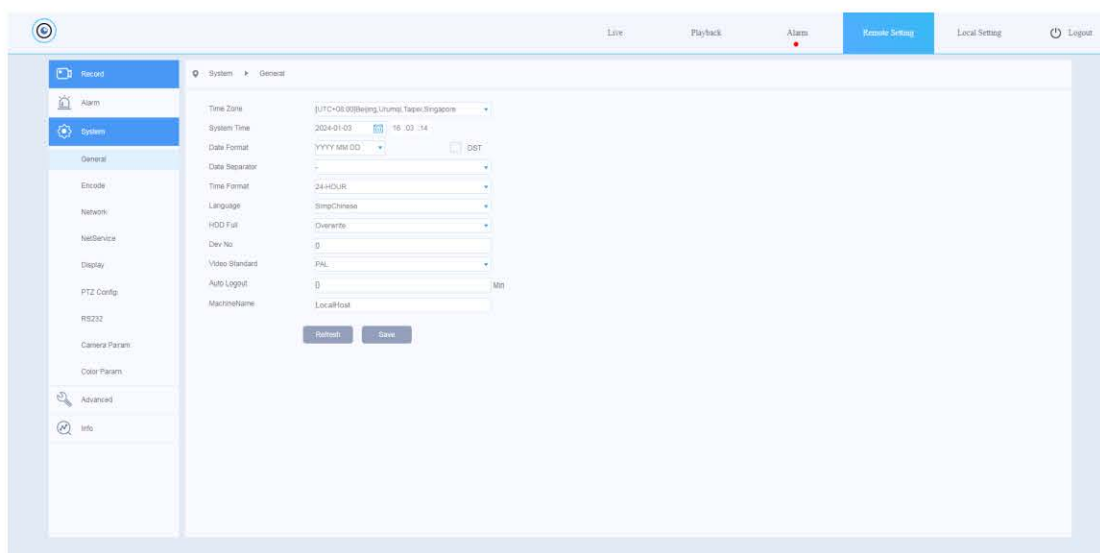 Live Playback Alarm Remote Setting Local Setting Logout
Record
System General
Alarm
System
General
Encode
Network
NetService
Display
PTZ Config
RS232
Camera Param
Color Param
Advanced
Info
Time Zone [UTC+08:00]Beijing,Urumqi,Taipei,Singapore
System Time 2024-01-03 16 :03 :14
Date Format YYYY MM DD DST
Date Separator -
Time Format 24-HOUR
Language SimpChinese
HDD Full Overwrite
Dev No 0
Video Standard PAL
Auto Logout 0 Min
MachineName LocalHost
Refresh Save